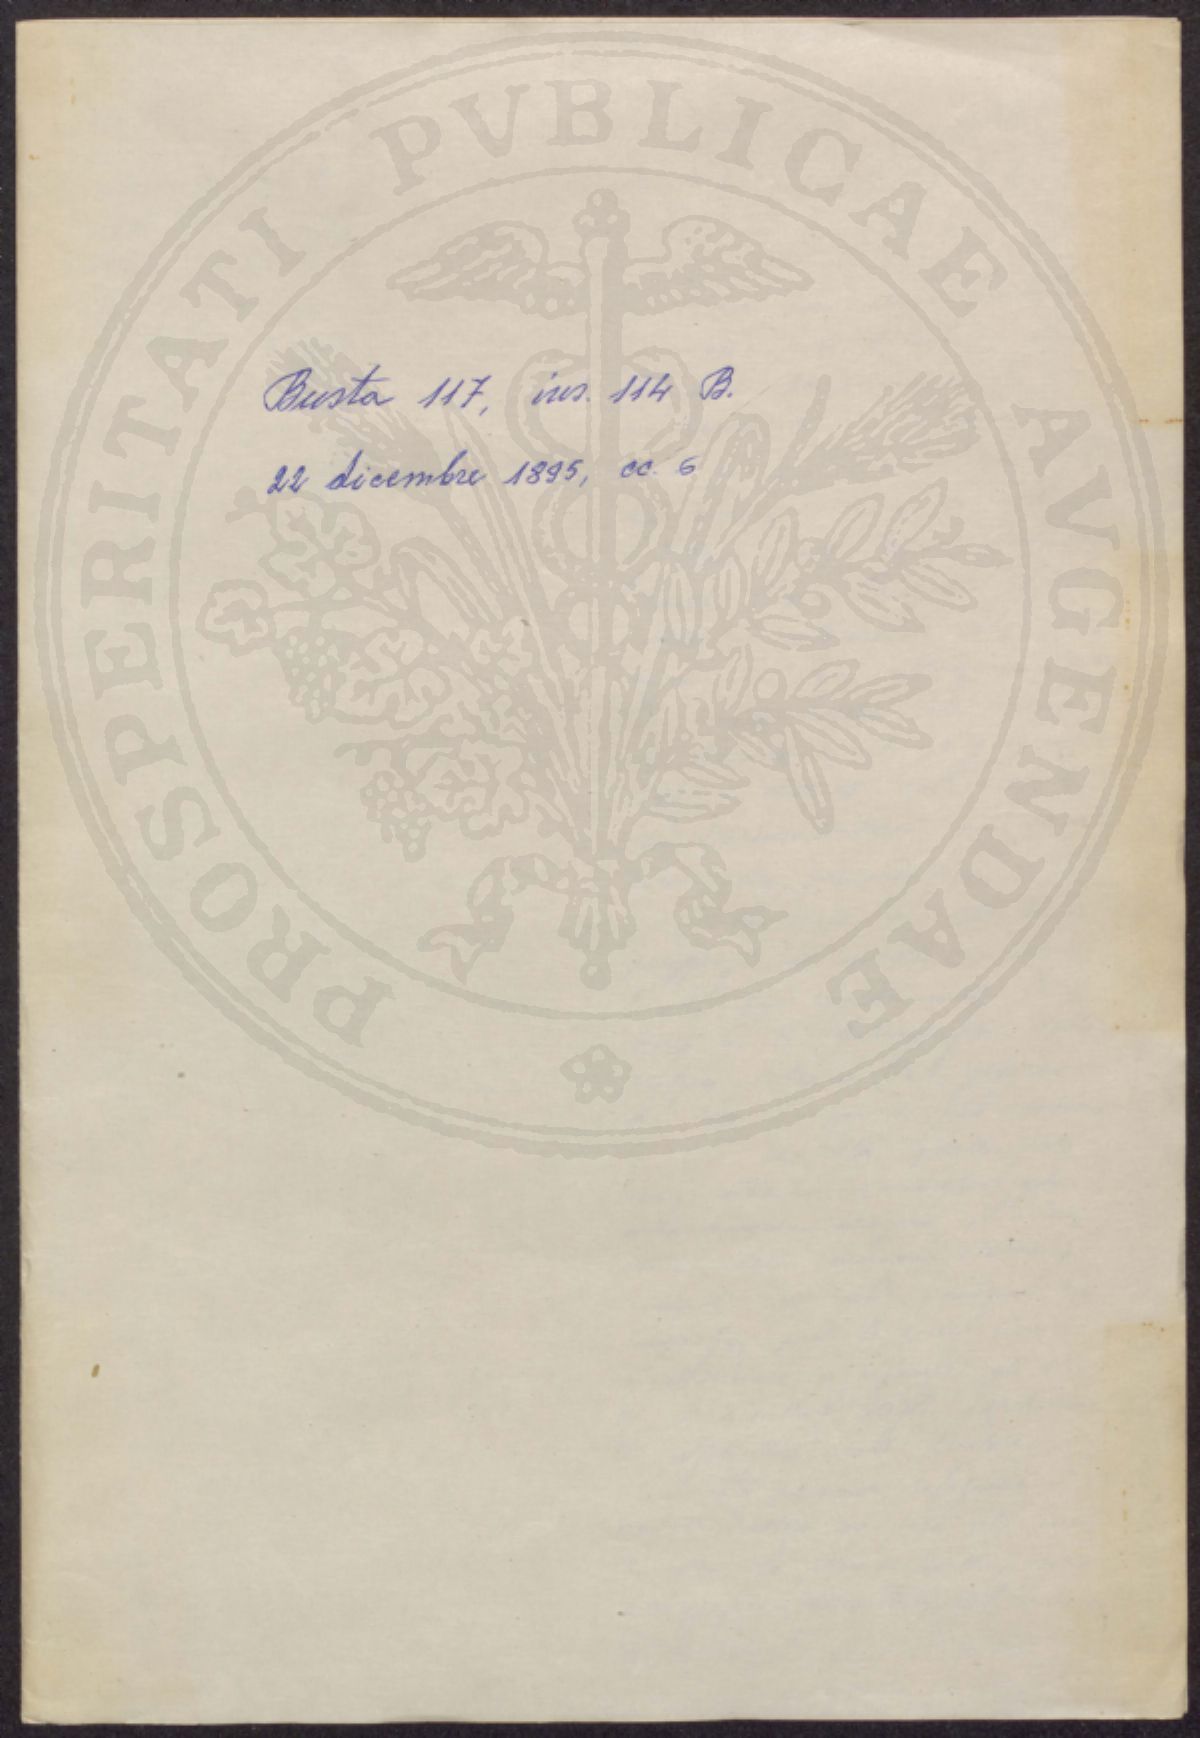 PROSPERITATI PVBLICAE AVGENDAE
Busta 117, ins. 114 B.
22 dicembre 1895, cc. 6